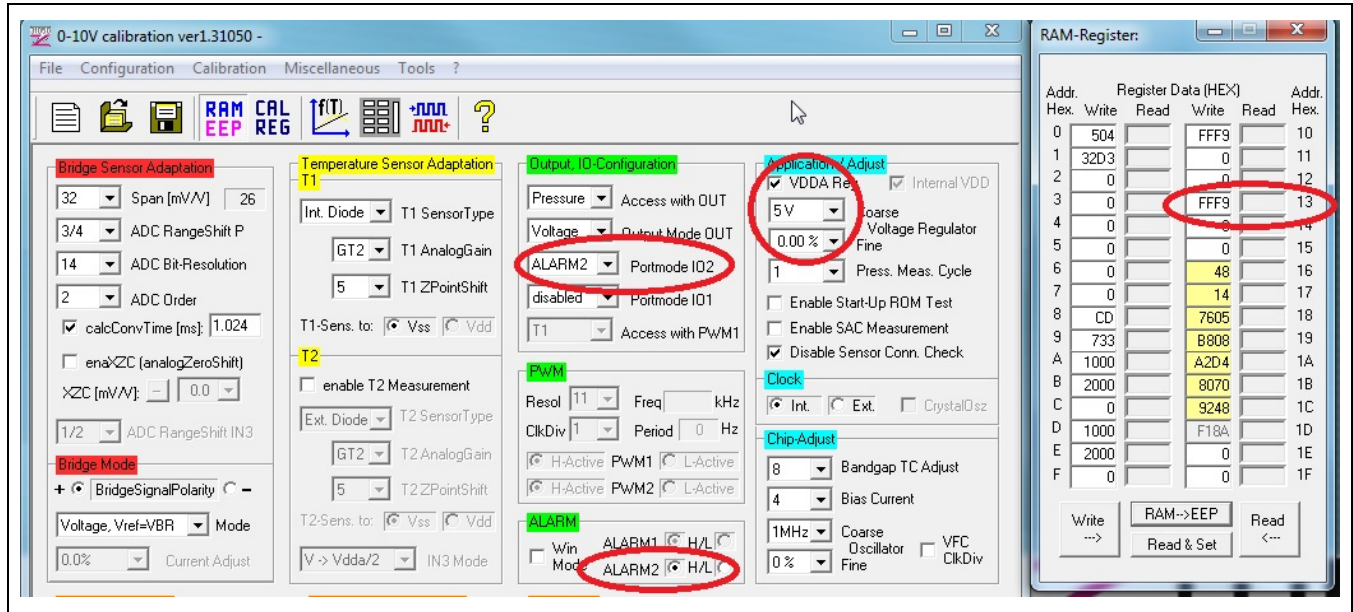 0-10V calibration ver1.31050 -
File Configuration Calibration Miscellaneous Tools ?
RAM EEP CAL REG f(T)
Bridge Sensor Adaptation
32 Span [mV/V] 26
3/4 ADC RangeShift P
14 ADC Bit-Resolution
2 ADC Order
calcConvTime [ms]: 1.024
enaXZC (analogZeroShift)
XZC [mV/V]: - 0.0
1/2 ADC RangeShift IN3
Bridge Mode
+ BridgeSignalPolarity -
Voltage, Vref=VBR Mode
0.0% Current Adjust
Temperature Sensor Adaptation
T1
Int. Diode T1 SensorType
GT2 T1 AnalogGain
5 T1 ZPointShift
T1-Sens. to: Vss Vdd
T2
enable T2 Measurement
Ext. Diode T2 SensorType
GT2 T2 AnalogGain
5 T2 ZPointShift
T2-Sens. to: Vss Vdd
V -> Vdda/2 IN3 Mode
Output, IO-Configuration
Pressure Access with OUT
Voltage Output Mode OUT
ALARM2 Portmode IO2
disabled Portmode IO1
T1 Access with PWM1
PWM
Resol 11 Freq kHz
ClkDiv 1 Period 0 Hz
H-Active PWM1 L-Active
H-Active PWM2 L-Active
ALARM
Win Mode
ALARM1 H/L
ALARM2 H/L
Application / Adjust
VDDA Reg Internal VDD
5 V Coarse
Voltage Regulator
0.00 % Fine
1 Press. Meas. Cycle
Enable Start-Up ROM Test
Enable SAC Measurement
Disable Sensor Conn. Check
Clock
Int. Ext. CrystalOsz
Chip-Adjust
8 Bandgap TC Adjust
4 Bias Current
1MHz Coarse
Oscillator
0 % Fine
VFC
ClkDiv
RAM-Register:
Addr. Register Data (HEX) Addr.
Hex. Write Read Write Read Hex.
0 504 FFF9 10
1 32D3 0 11
2 0 0 12
3 0 FFF9 13
4 0 0 14
5 0 0 15
6 0 48 16
7 0 14 17
8 CD 7605 18
9 733 B808 19
A 1000 A2D4 1A
B 2000 8070 1B
C 0 9248 1C
D 1000 F18A 1D
E 2000 0 1E
F 0 0 1F
Write
--->
RAM-->EEP
Read & Set
Read
<---